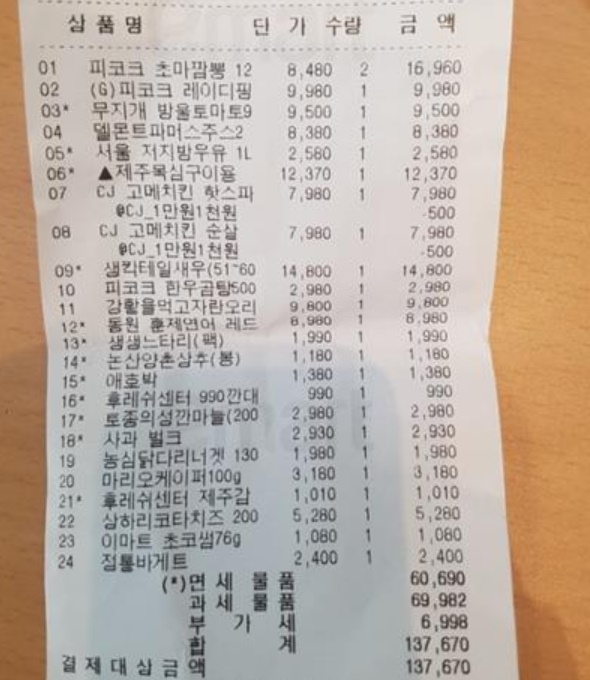 상 품 명 단 가 수량 금 액
01 피코크 초마짬뽕 12 8,480 2 16,960
02 (G)피코크 레이디핑 9,980 1 9,980
03* 무지개 방울토마토9 9,500 1 9,500
04 델몬트파머스주스2 8,380 1 8,380
05* 서울 저지방우유 1L 2,580 1 2,580
06* ▲제주목심구이용 12,370 1 12,370
07 CJ 고메치킨 핫스파 7,980 1 7,980
@CJ_1만원1천원 -500
08 CJ 고메치킨 순살 7,980 1 7,980
@CJ_1만원1천원 -500
09* 생칵테일새우(51~60 14,800 1 14,800
10 피코크 한우곰탕500 2,980 1 2,980
11 강황을먹고자란오리 9,800 1 9,800
12* 동원 훈제연어 레드 8,980 1 8,980
13* 생생느타리(팩) 1,990 1 1,990
14* 논산양촌상추(봉) 1,180 1 1,180
15* 애호박 1,380 1 1,380
16* 후레쉬센터 990깐대 990 1 990
17* 토종의성깐마늘(200 2,980 1 2,980
18* 사과 벌크 2,930 1 2,930
19 농심닭다리너겟 130 1,980 1 1,980
20 마리오케이퍼100g 3,180 1 3,180
21* 후레쉬센터 제주감 1,010 1 1,010
22 상하리코타치즈 200 5,280 1 5,280
23 이마트 초코썸76g 1,080 1 1,080
24 정통바게트 2,400 1 2,400
(*)면 세 물 품 60,690
과 세 물 품 69,982
부 가 세 6,998
합 계 137,670
결 제 대 상 금 액 137,670